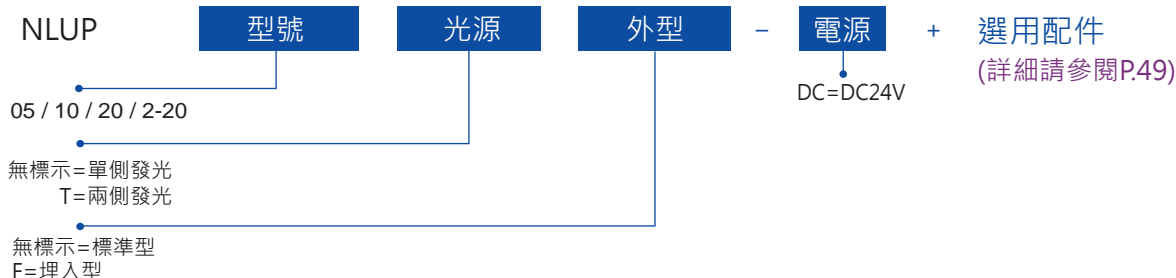 NLUP 型號 光源 外型 － 電源 + 選用配件
(詳細請參閱P.49)
DC=DC24V
05 / 10 / 20 / 2-20
無標示=單側發光
T=兩側發光
無標示=標準型
F=埋入型